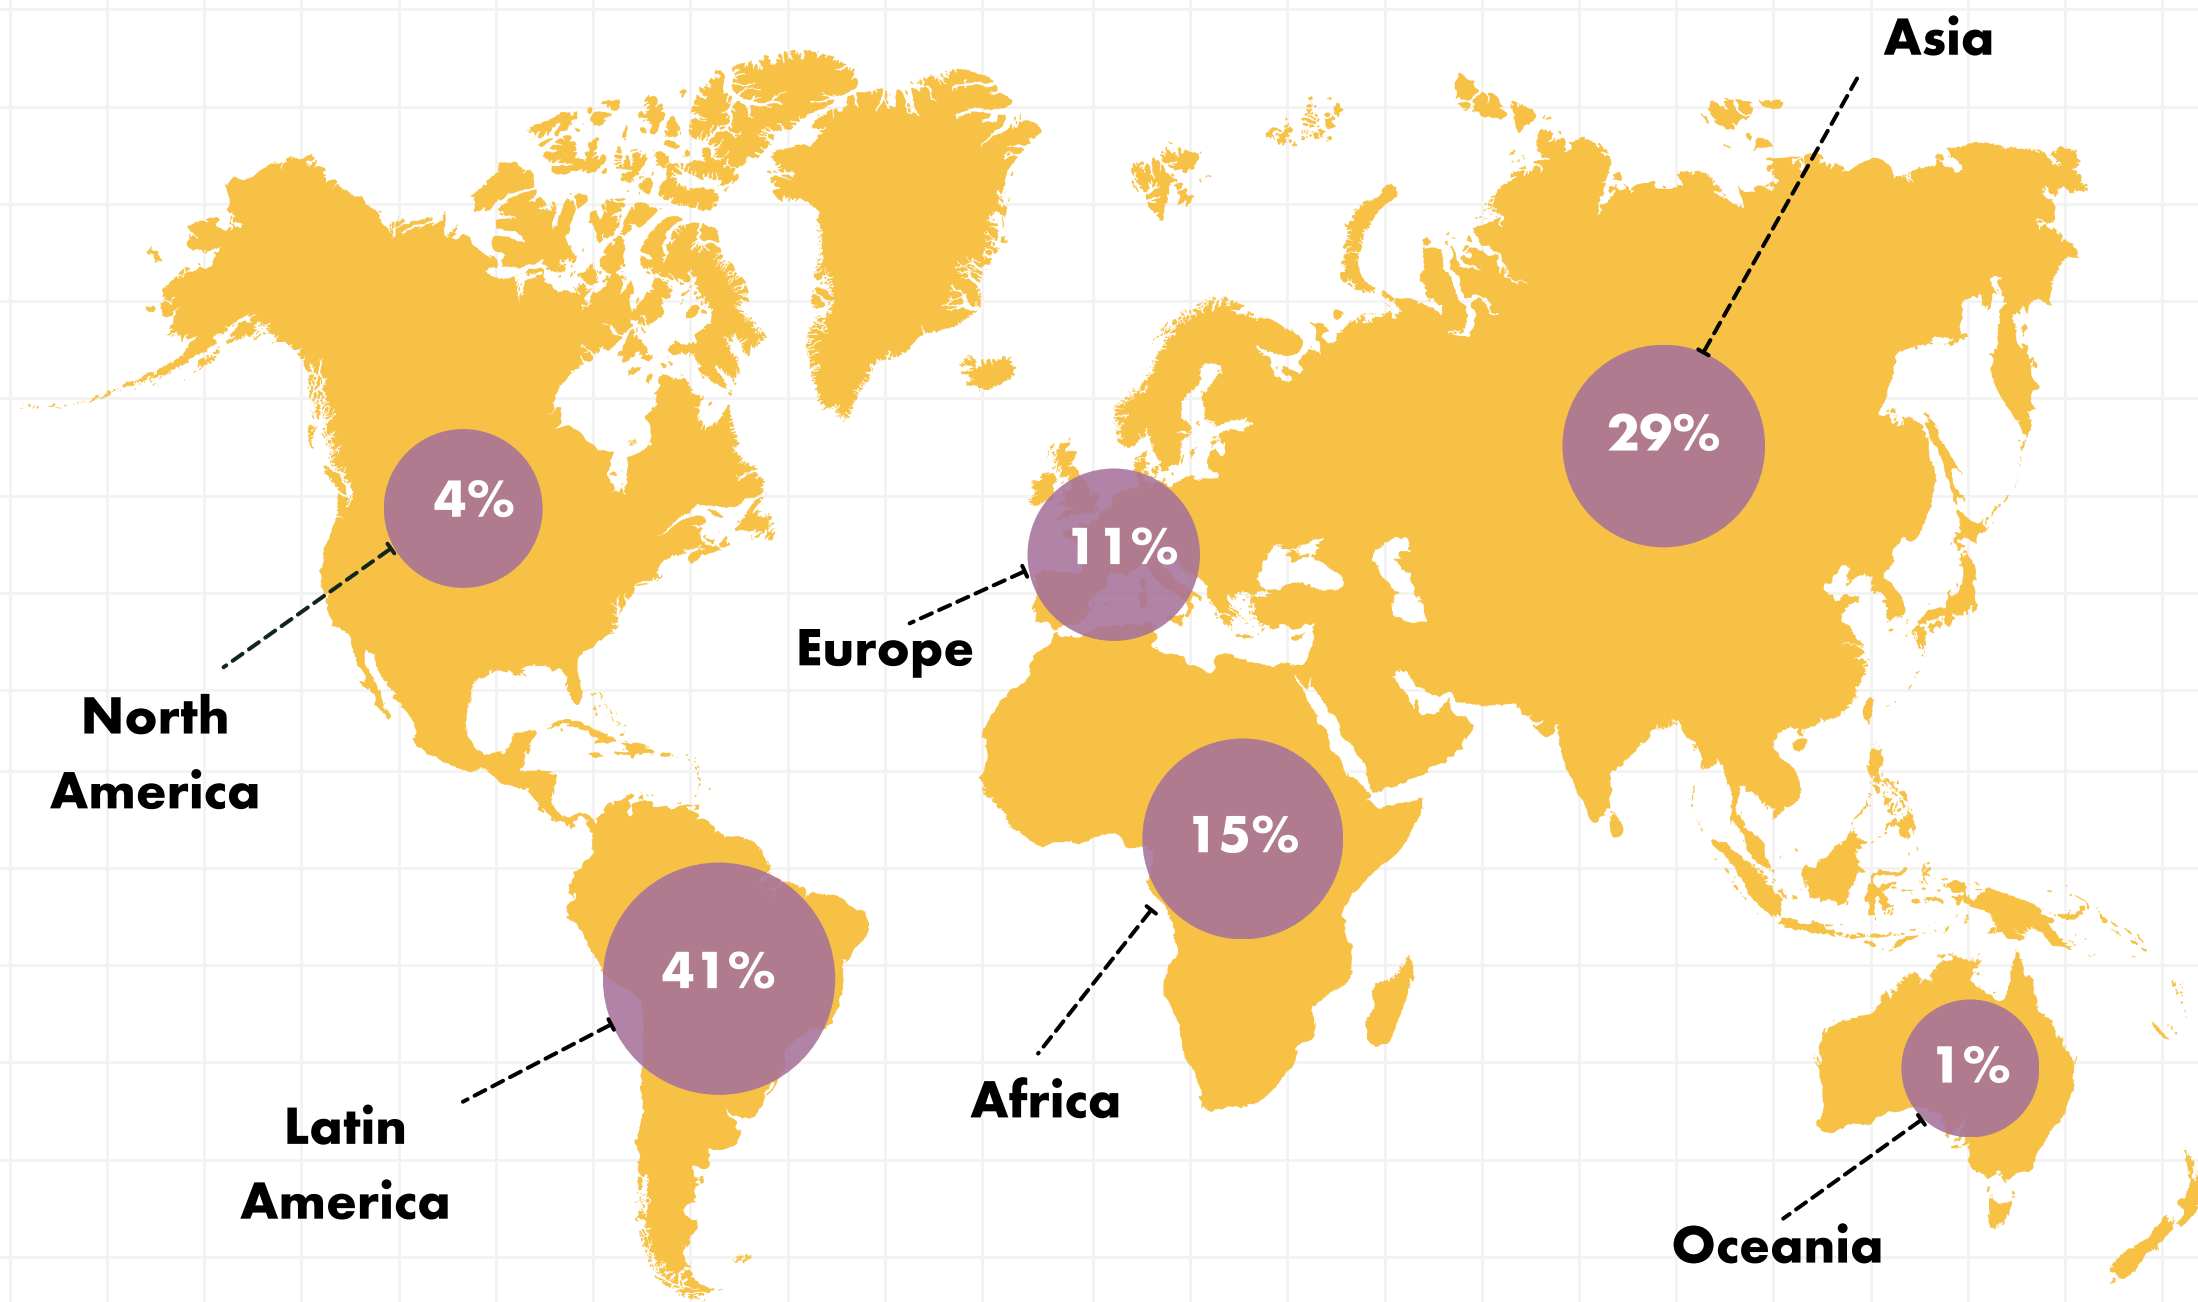 Asia
29%
4%
11%
Europe
North
America
15%
41%
1%
Africa
Latin
America
Oceania